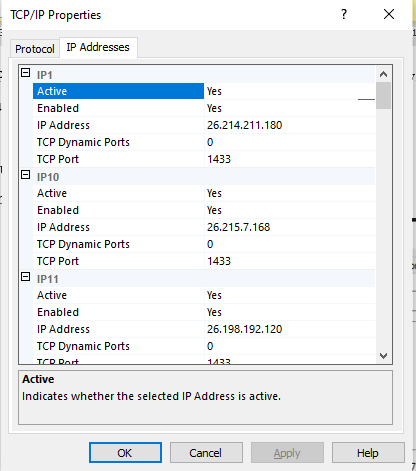 TCP/IP Properties ? ×
Protocol IP Addresses
IP1
Active Yes
Enabled Yes
IP Address 26.214.211.180
TCP Dynamic Ports 0
TCP Port 1433
IP10
Active Yes
Enabled Yes
IP Address 26.215.7.168
TCP Dynamic Ports 0
TCP Port 1433
IP11
Active Yes
Enabled Yes
IP Address 26.198.192.120
TCP Dynamic Ports 0
TCP Port 1433
Active
Indicates whether the selected IP Address is active.
OK Cancel Apply Help